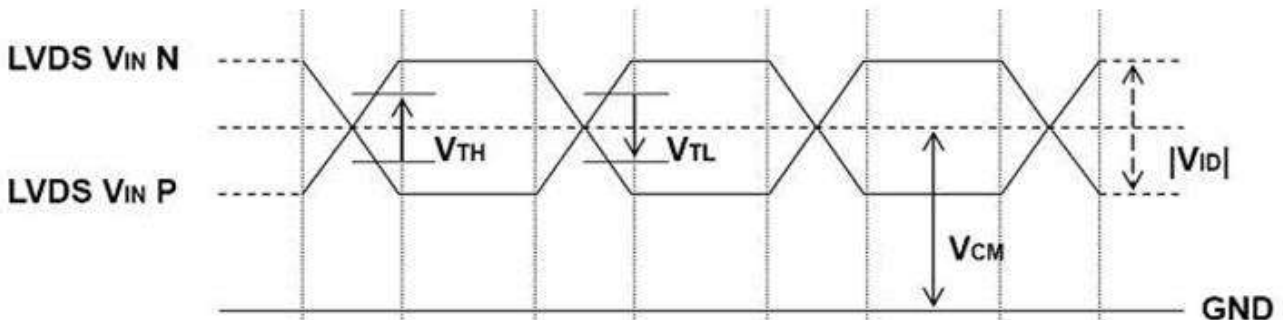 LVDS VIN N
VTH
VTL
|VID|
LVDS VIN P
VCM
GND